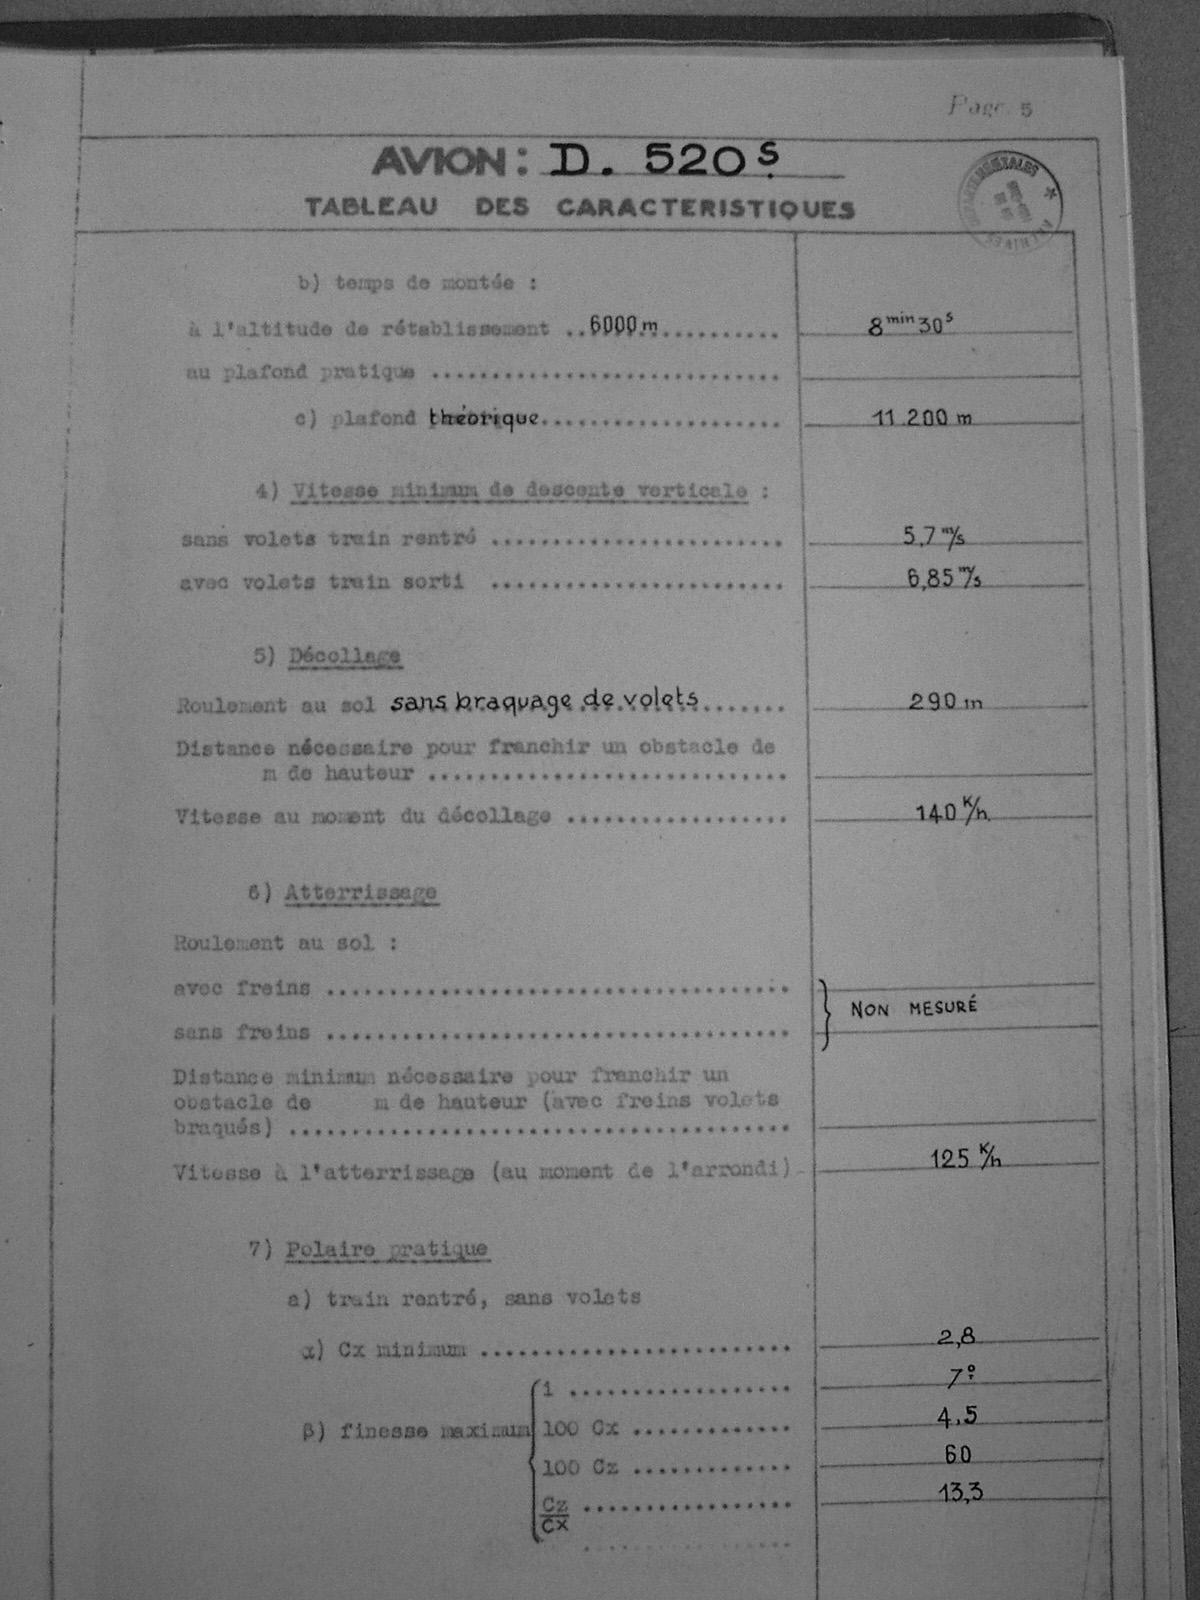 Page 5
AVION: D. 520 S
TABLEAU DES CARACTERISTIQUES
DEPARTEMENTALES
ARCHIVES
b) temps de montée :
à l'altitude de rétablissement ..6000 m.......... 8 min 30 s
au plafond pratique ..............................
c) plafond théorique.................... 11.200 m
4) Vitesse minimum de descente verticale :
sans volets train rentré ........................ 5,7 m/s
avec volets train sorti ........................ 6,85 m/s
5) Décollage
Roulement au sol sans braquage de volets....... 290 m
Distance nécessaire pour franchir un obstacle de
m de hauteur ..............................
Vitesse au moment du décollage .................. 140 K/h.
6) Atterrissage
Roulement au sol :
avec freins ......................................
sans freins ......................................
} NON MESURÉ
Distance minimum nécessaire pour franchir un
obstacle de m de hauteur (avec freins volets
braqués) .........................................
Vitesse à l'atterrissage (au moment de l'arrondi) 125 K/h
7) Polaire pratique
a) train rentré, sans volets
α) Cx minimum ......................... 2,8
β) finesse maximum
i .................. 7°
100 Cx ............. 4,5
100 Cz ............. 60
Cz/Cx ................. 13,3